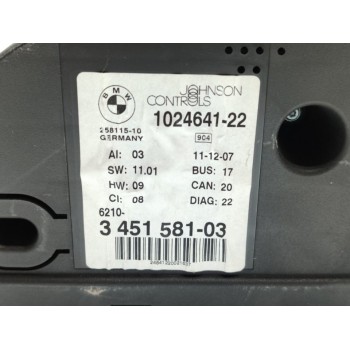 BMW
JOHNSON
CONTROLS
1024641-22
258115-10
GERMANY
904
AI: 03 11-12-07
SW: 11.01 BUS: 17
HW: 09 CAN: 20
CI: 08 DIAG: 22
6210-
3 451 581-03